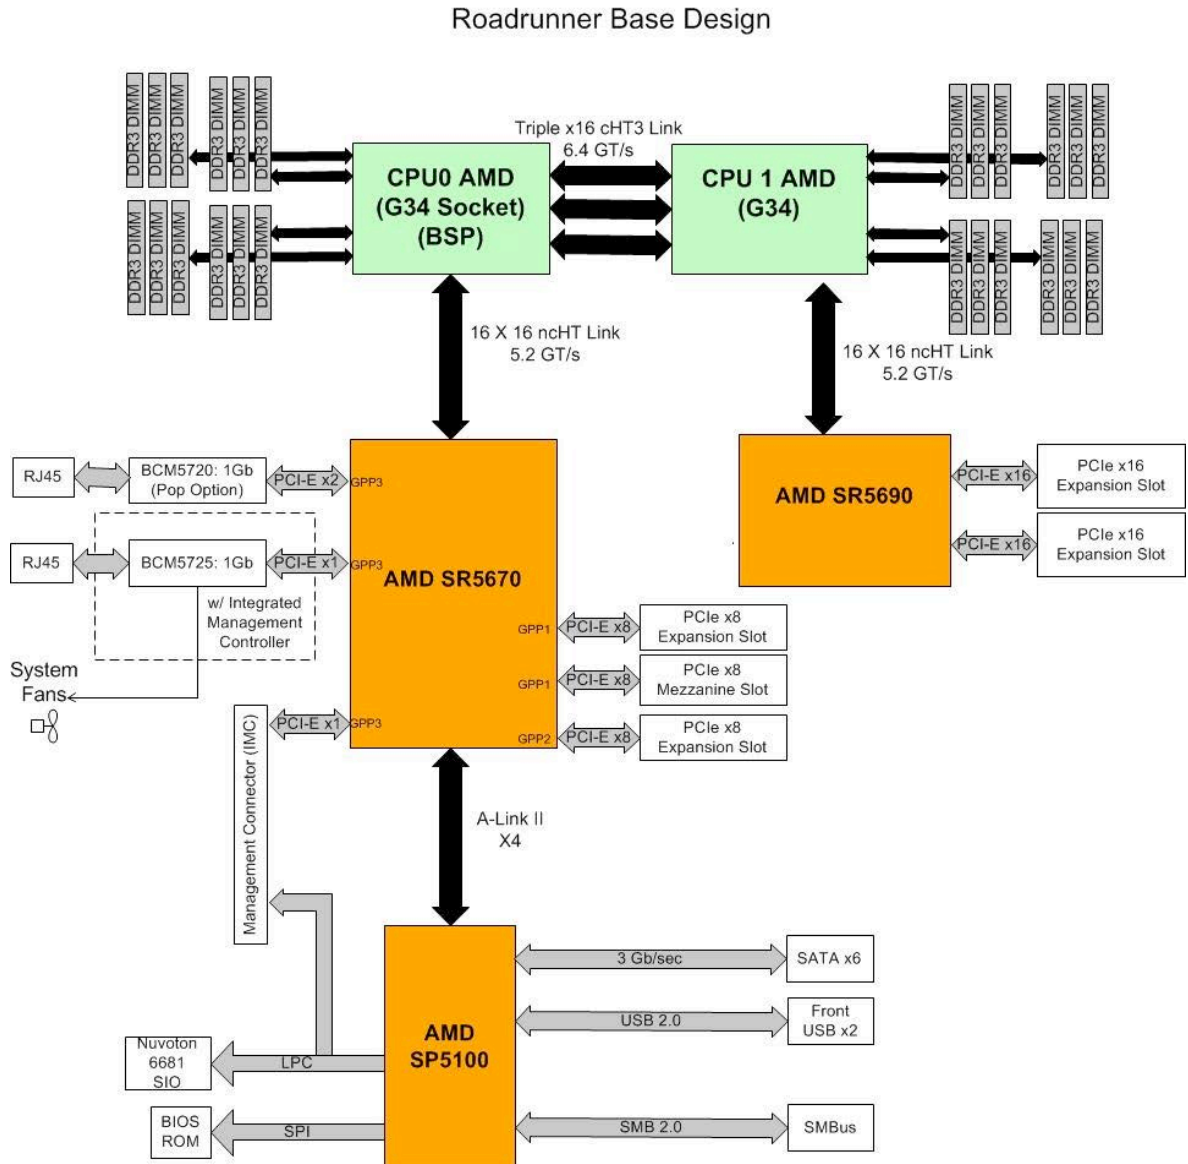 Roadrunner Base Design
DDR3 DIMM
DDR3 DIMM
DDR3 DIMM
DDR3 DIMM
DDR3 DIMM
DDR3 DIMM
DDR3 DIMM
DDR3 DIMM
DDR3 DIMM
DDR3 DIMM
DDR3 DIMM
DDR3 DIMM
Triple x16 cHT3 Link
6.4 GT/s
CPU0 AMD
(G34 Socket)
(BSP)
CPU 1 AMD
(G34)
DDR3 DIMM
DDR3 DIMM
DDR3 DIMM
DDR3 DIMM
DDR3 DIMM
DDR3 DIMM
DDR3 DIMM
DDR3 DIMM
DDR3 DIMM
DDR3 DIMM
DDR3 DIMM
DDR3 DIMM
16 X 16 ncHT Link
5.2 GT/s
16 X 16 ncHT Link
5.2 GT/s
RJ45
BCM5720: 1Gb
(Pop Option)
PCI-E x2
GPP3
RJ45
BCM5725: 1Gb
PCI-E x1
GPP3
w/ Integrated
Management
Controller
System
Fans
AMD SR5670
GPP1
PCI-E x8
PCIe x8
Expansion Slot
GPP1
PCI-E x8
PCIe x8
Mezzanine Slot
GPP2
PCI-E x8
PCIe x8
Expansion Slot
AMD SR5690
PCI-E x16
PCIe x16
Expansion Slot
PCI-E x16
PCIe x16
Expansion Slot
PCI-E x1
GPP3
Management Connector (IMC)
A-Link II
X4
AMD
SP5100
3 Gb/sec
SATA x6
USB 2.0
Front
USB x2
Nuvoton
6681
SIO
LPC
BIOS
ROM
SPI
SMB 2.0
SMBus